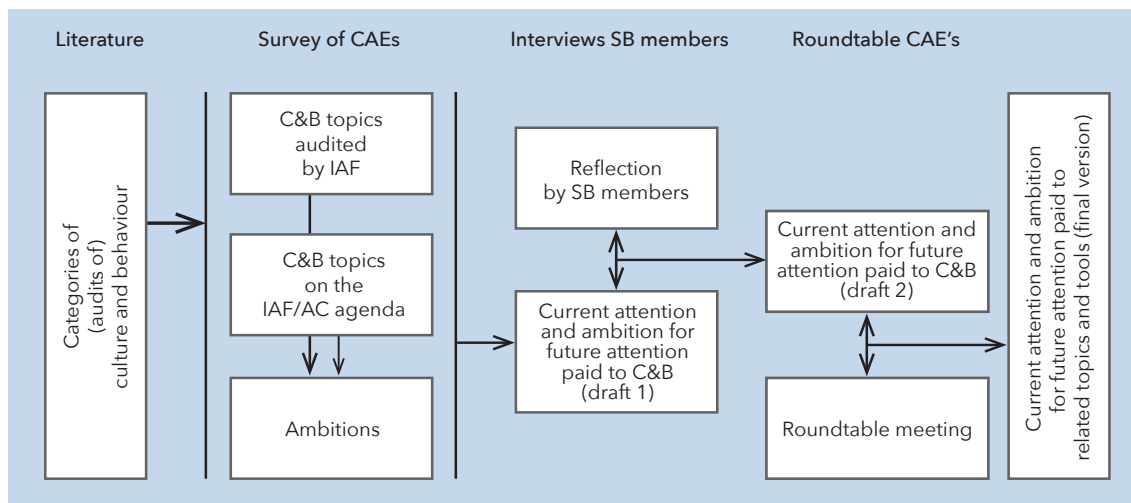 Literature
Survey of CAEs
Interviews SB members
Roundtable CAE's
Categories of
(audits of)
culture and behaviour
C&B topics
audited
by IAF
C&B topics
on the
IAF/AC agenda
Ambitions
Reflection
by SB members
Current attention
and ambition for
future attention
paid to C&B
(draft 1)
Current attention and
ambition for future
attention paid to C&B
(draft 2)
Roundtable meeting
Current attention and ambition
for future attention paid to
related topics and tools (final version)